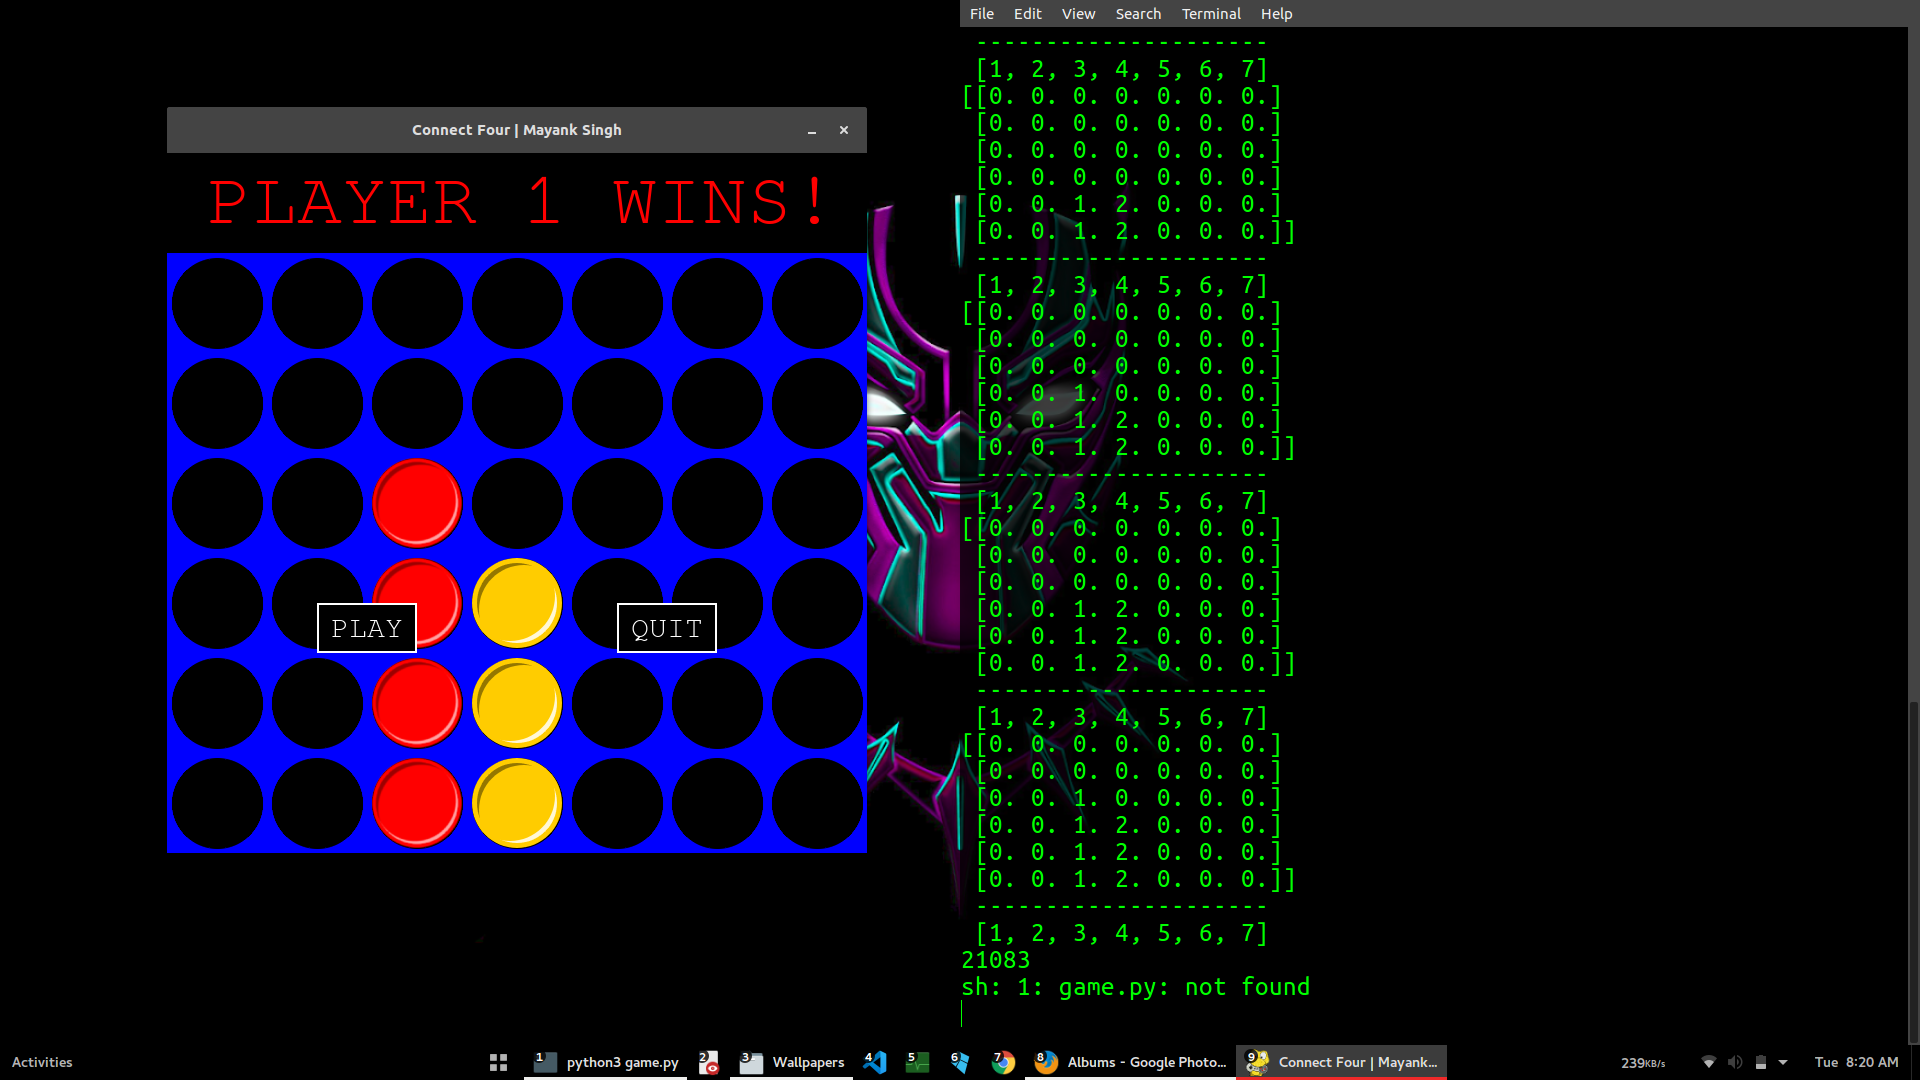 Connect Four | Mayank Singh
PLAYER 1 WINS!
PLAY
QUIT
File Edit View Search Terminal Help
---------------------
[1, 2, 3, 4, 5, 6, 7]
[[0. 0. 0. 0. 0. 0. 0.]
[0. 0. 0. 0. 0. 0. 0.]
[0. 0. 0. 0. 0. 0. 0.]
[0. 0. 0. 0. 0. 0. 0.]
[0. 0. 1. 2. 0. 0. 0.]
[0. 0. 1. 2. 0. 0. 0.]]
---------------------
[1, 2, 3, 4, 5, 6, 7]
[[0. 0. 0. 0. 0. 0. 0.]
[0. 0. 0. 0. 0. 0. 0.]
[0. 0. 0. 0. 0. 0. 0.]
[0. 0. 1. 0. 0. 0. 0.]
[0. 0. 1. 2. 0. 0. 0.]
[0. 0. 1. 2. 0. 0. 0.]]
---------------------
[1, 2, 3, 4, 5, 6, 7]
[[0. 0. 0. 0. 0. 0. 0.]
[0. 0. 0. 0. 0. 0. 0.]
[0. 0. 0. 0. 0. 0. 0.]
[0. 0. 1. 2. 0. 0. 0.]
[0. 0. 1. 2. 0. 0. 0.]
[0. 0. 1. 2. 0. 0. 0.]]
---------------------
[1, 2, 3, 4, 5, 6, 7]
[[0. 0. 0. 0. 0. 0. 0.]
[0. 0. 0. 0. 0. 0. 0.]
[0. 0. 1. 0. 0. 0. 0.]
[0. 0. 1. 2. 0. 0. 0.]
[0. 0. 1. 2. 0. 0. 0.]
[0. 0. 1. 2. 0. 0. 0.]]
---------------------
[1, 2, 3, 4, 5, 6, 7]
21083
sh: 1: game.py: not found
Activities 1 python3 game.py 2 3 Wallpapers 4 5 6 7 8 Albums - Google Photo... 9 Connect Four | Mayank... 239KB/s Tue 8:20 AM